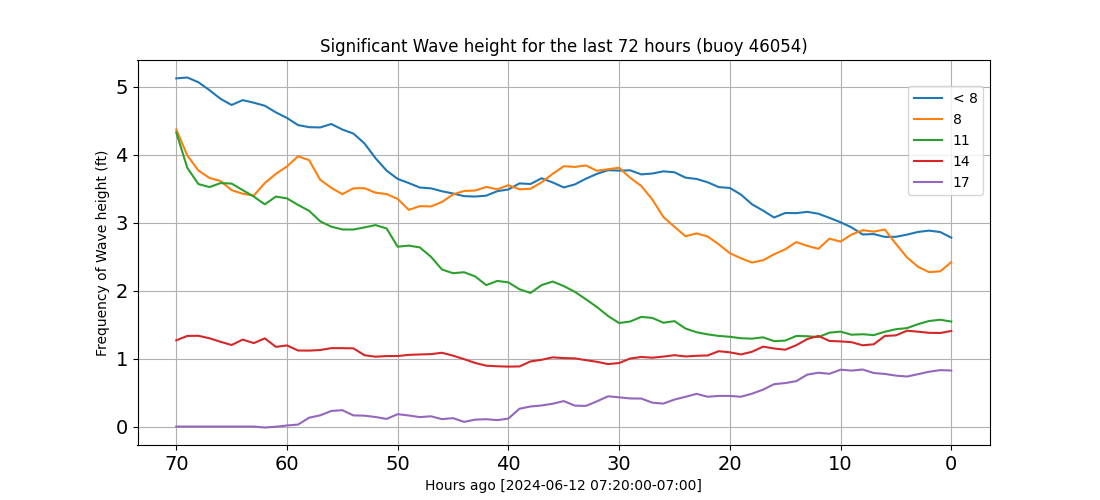 Significant Wave height for the last 72 hours (buoy 46054)
Frequency of Wave height (ft)
5
4
3
2
1
0
< 8
8
11
14
17
70 60 50 40 30 20 10 0
Hours ago [2024-06-12 07:20:00-07:00]